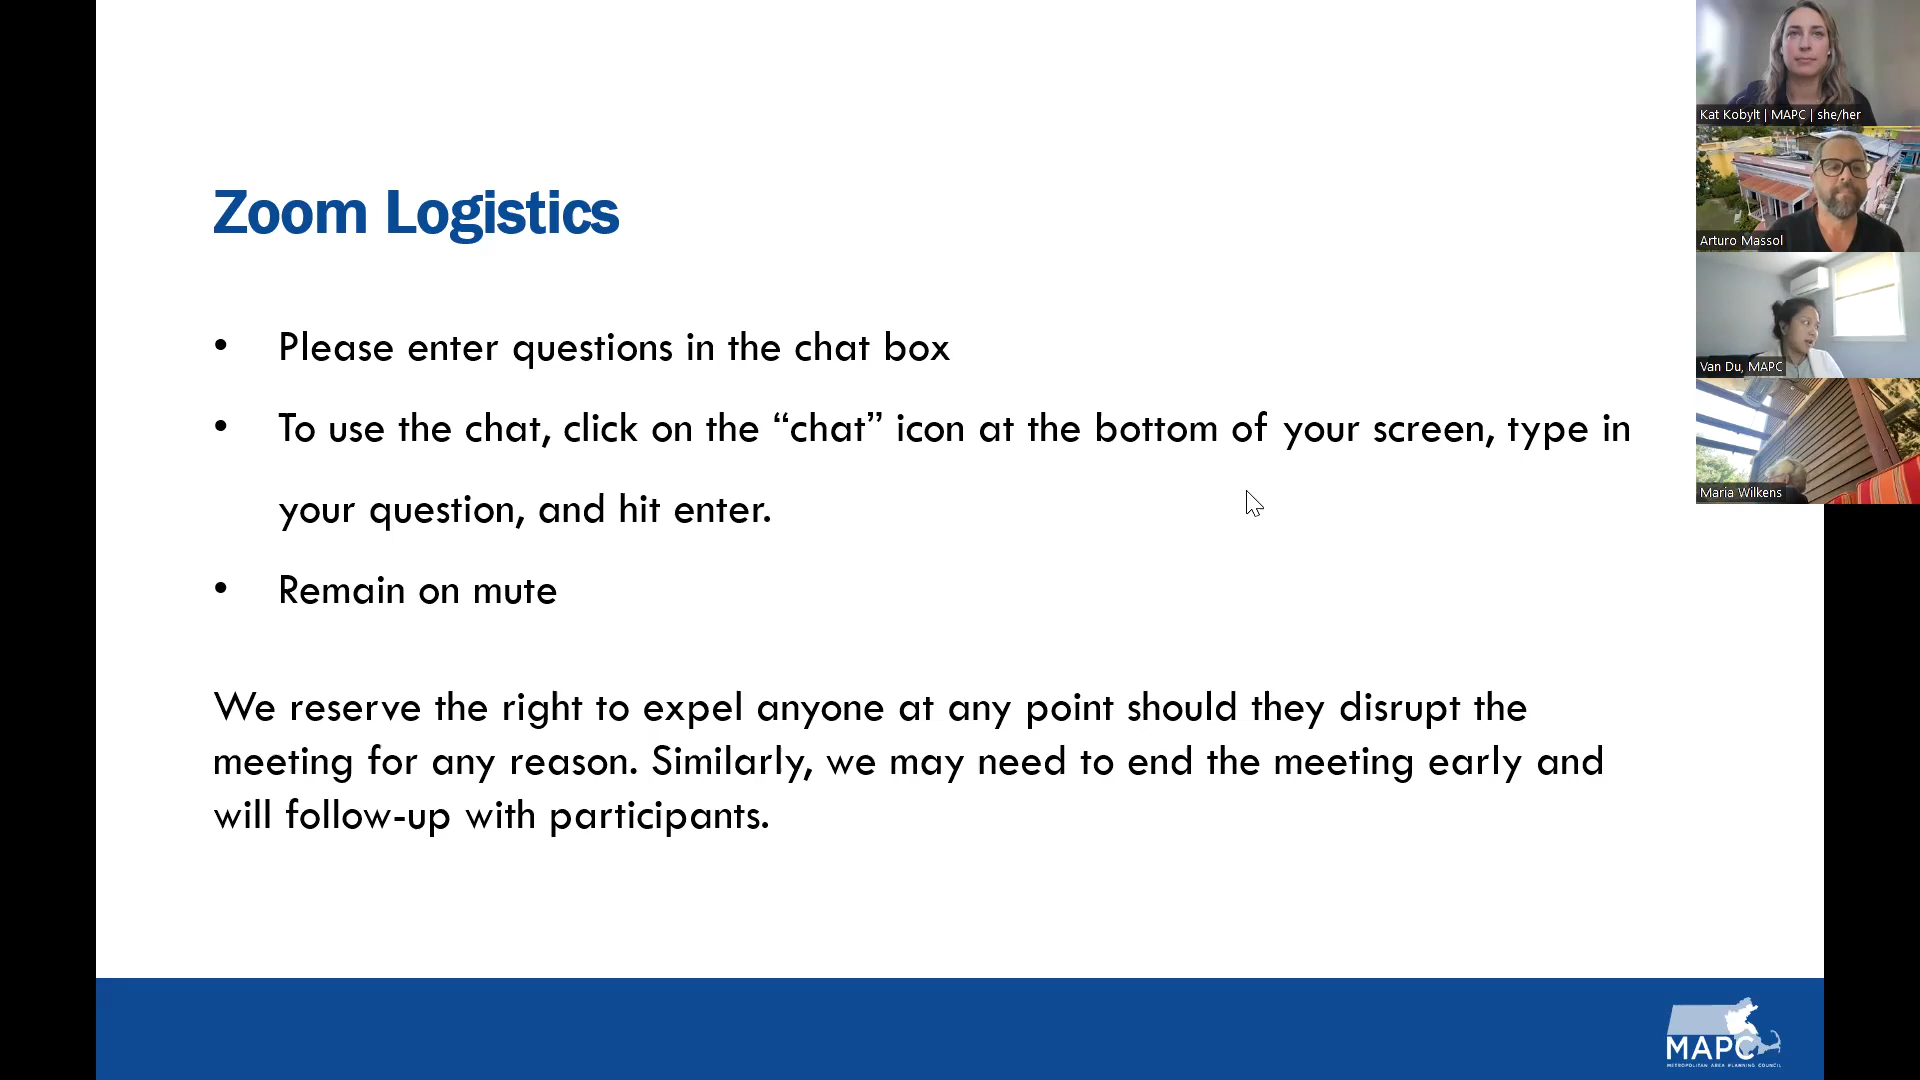 Zoom Logistics
• Please enter questions in the chat box
• To use the chat, click on the “chat” icon at the bottom of your screen, type in
your question, and hit enter.
• Remain on mute
We reserve the right to expel anyone at any point should they disrupt the
meeting for any reason. Similarly, we may need to end the meeting early and
will follow-up with participants.
Kat Kobylt | MAPC | she/her
Arturo Massol
Van Du, MAPC
Maria Wilkens
MAPC
METROPOLITAN AREA PLANNING COUNCIL